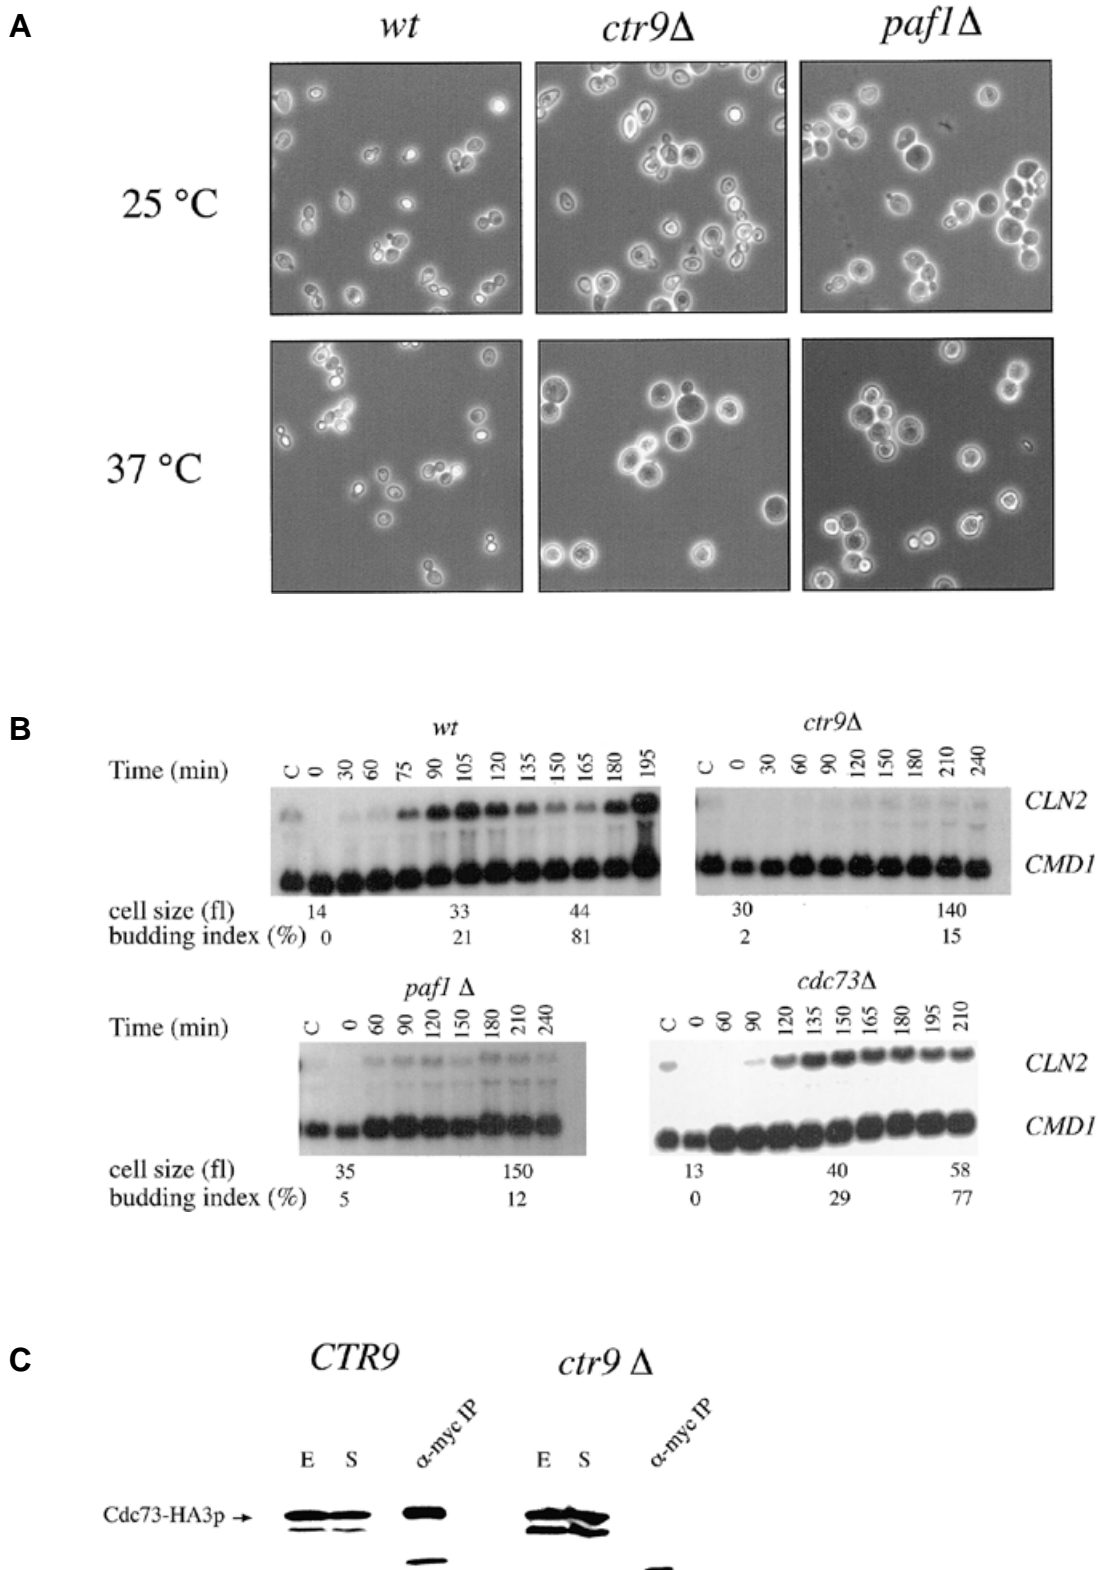 A
wt ctr9Δ paf1Δ
25 °C
37 °C
B
wt ctr9Δ
Time (min) C 0 30 60 75 90 105 120 135 150 165 180 195 C 0 30 60 90 120 150 180 210 240
CLN2
CMD1
cell size (fl) 14 33 44 30 140
budding index (%) 0 21 81 2 15
paf1 Δ cdc73Δ
Time (min) C 0 60 90 120 150 180 210 240 C 0 60 90 120 135 150 165 180 195 210
CLN2
CMD1
cell size (fl) 35 150 13 40 58
budding index (%) 5 12 0 29 77
C
CTR9 ctr9 Δ
E S α-myc IP E S α-myc IP
Cdc73-HA3p →